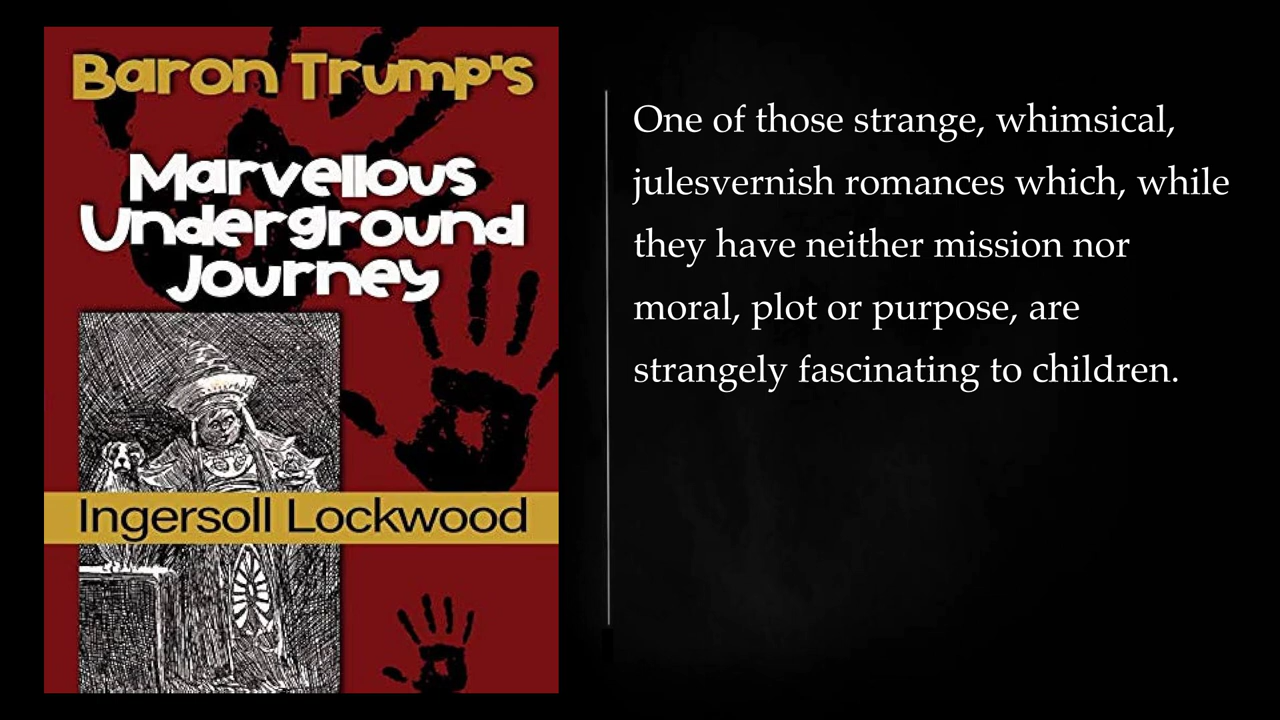 Baron Trump's
Marvellous
Underground
Journey
Ingersoll Lockwood
One of those strange, whimsical,
julesvernish romances which, while
they have neither mission nor
moral, plot or purpose, are
strangely fascinating to children.